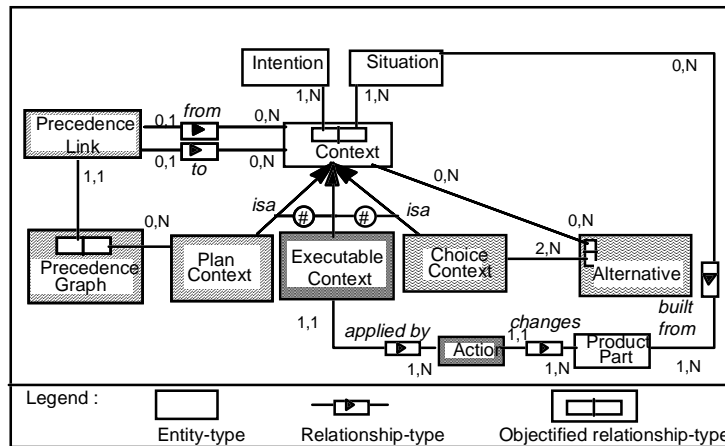 Intention
Situation
0,N
1,N
1,N
from
0,1
0,N
Precedence
Link
0,1
0,N
to
Context
1,1
0,N
isa
#
#
isa
0,N
0,N
Precedence
Graph
Plan
Context
Executable
Context
Choice
Context
2,N
Alternative
1,1
applied by
changes
built
from
1,1
Action
Product
Part
1,N
1,N
1,N
Legend :
Entity-type
Relationship-type
Objectified relationship-type